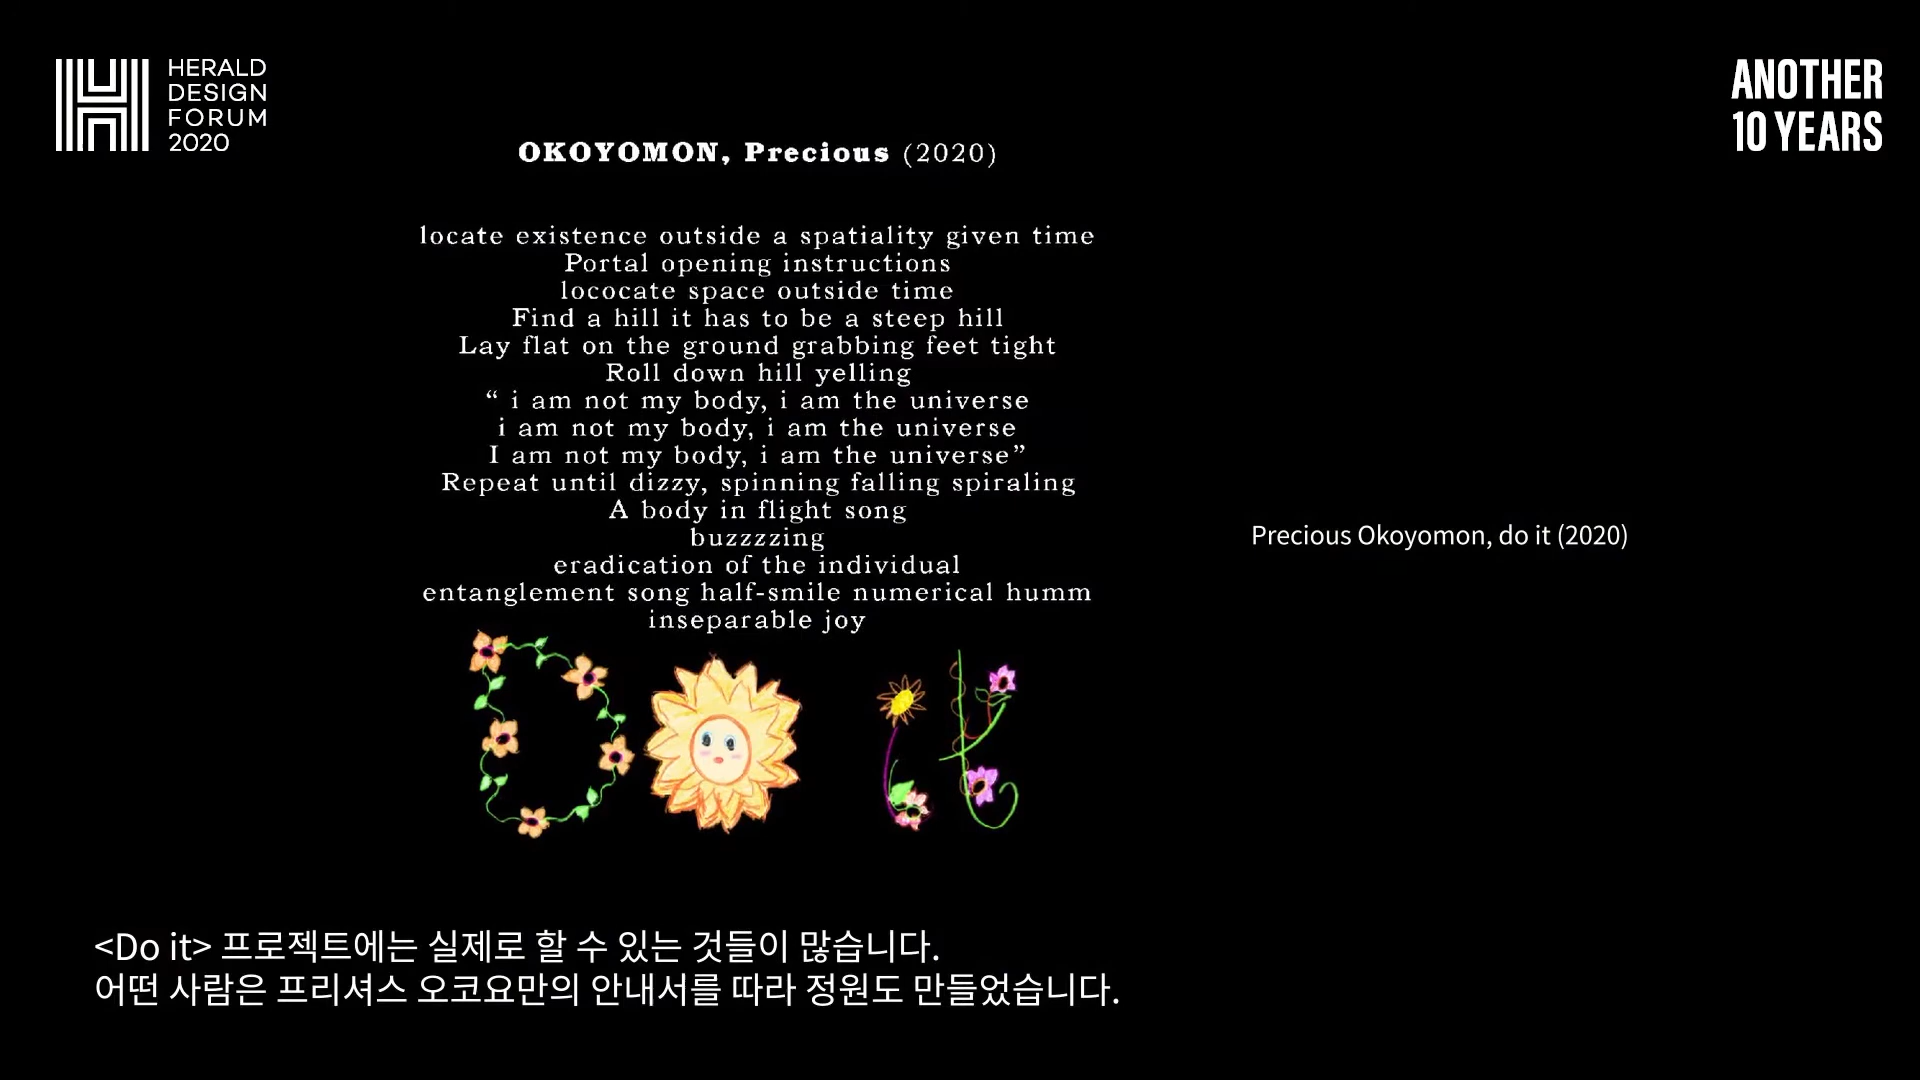 HERALD
DESIGN
FORUM
2020
ANOTHER
10 YEARS
OKOYOMON, Precious (2020)
locate existence outside a spatiality given time
Portal opening instructions
lococate space outside time
Find a hill it has to be a steep hill
Lay flat on the ground grabbing feet tight
Roll down hill yelling
“ i am not my body, i am the universe
i am not my body, i am the universe
I am not my body, i am the universe”
Repeat until dizzy, spinning falling spiraling
A body in flight song
buzzzzing
eradication of the individual
entanglement song half-smile numerical humm
inseparable joy
Do it
Precious Okoyomon, do it (2020)
<Do it> 프로젝트에는 실제로 할 수 있는 것들이 많습니다.
어떤 사람은 프리셔스 오코요만의 안내서를 따라 정원도 만들었습니다.